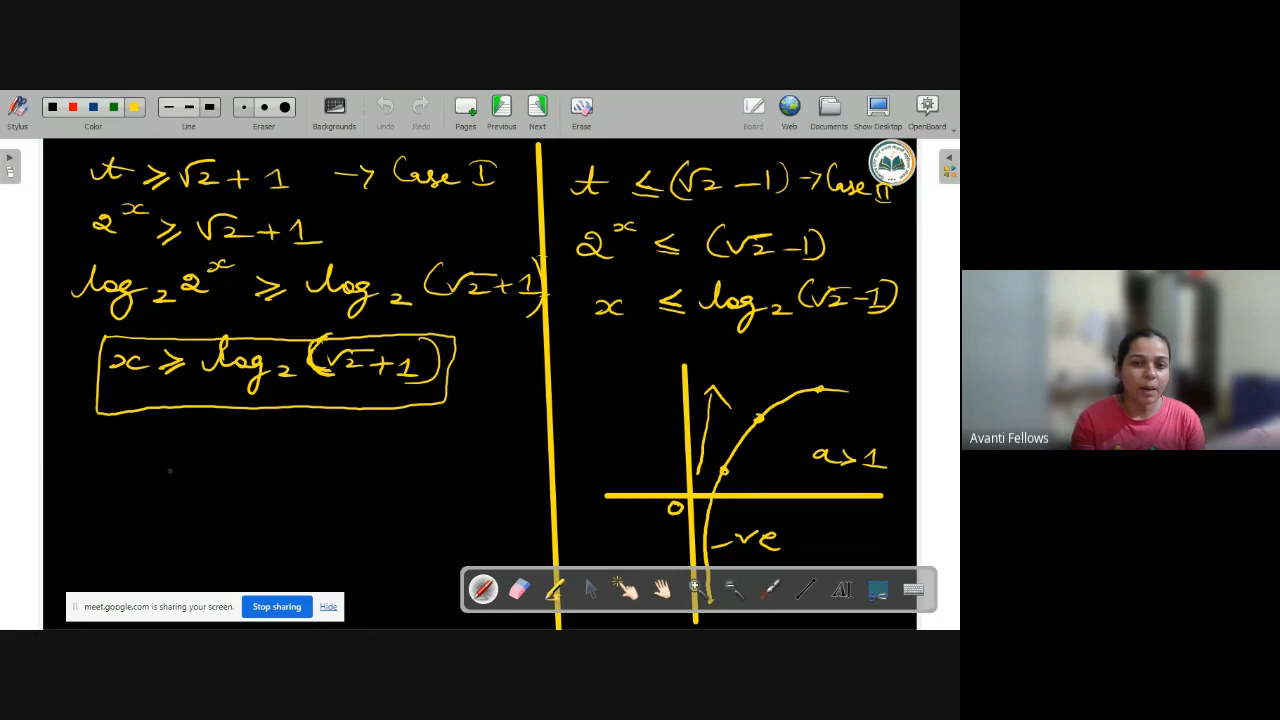 Stylus
Color
Line
Eraser
Backgrounds
Undo
Redo
Pages
Previous
Next
Erase
Board
Web
Documents
Show Desktop
OpenBoard
t ≥ √2 + 1 → Case I
2^x ≥ √2 + 1
log₂ 2^x ≥ log₂ (√2 + 1)
x ≥ log₂ (√2 + 1)
t ≤ (√2 - 1) → Case II
2^x ≤ (√2 - 1)
x ≤ log₂ (√2 - 1)
a > 1
0
-ve
meet.google.com is sharing your screen.
Stop sharing
Hide
Avanti Fellows